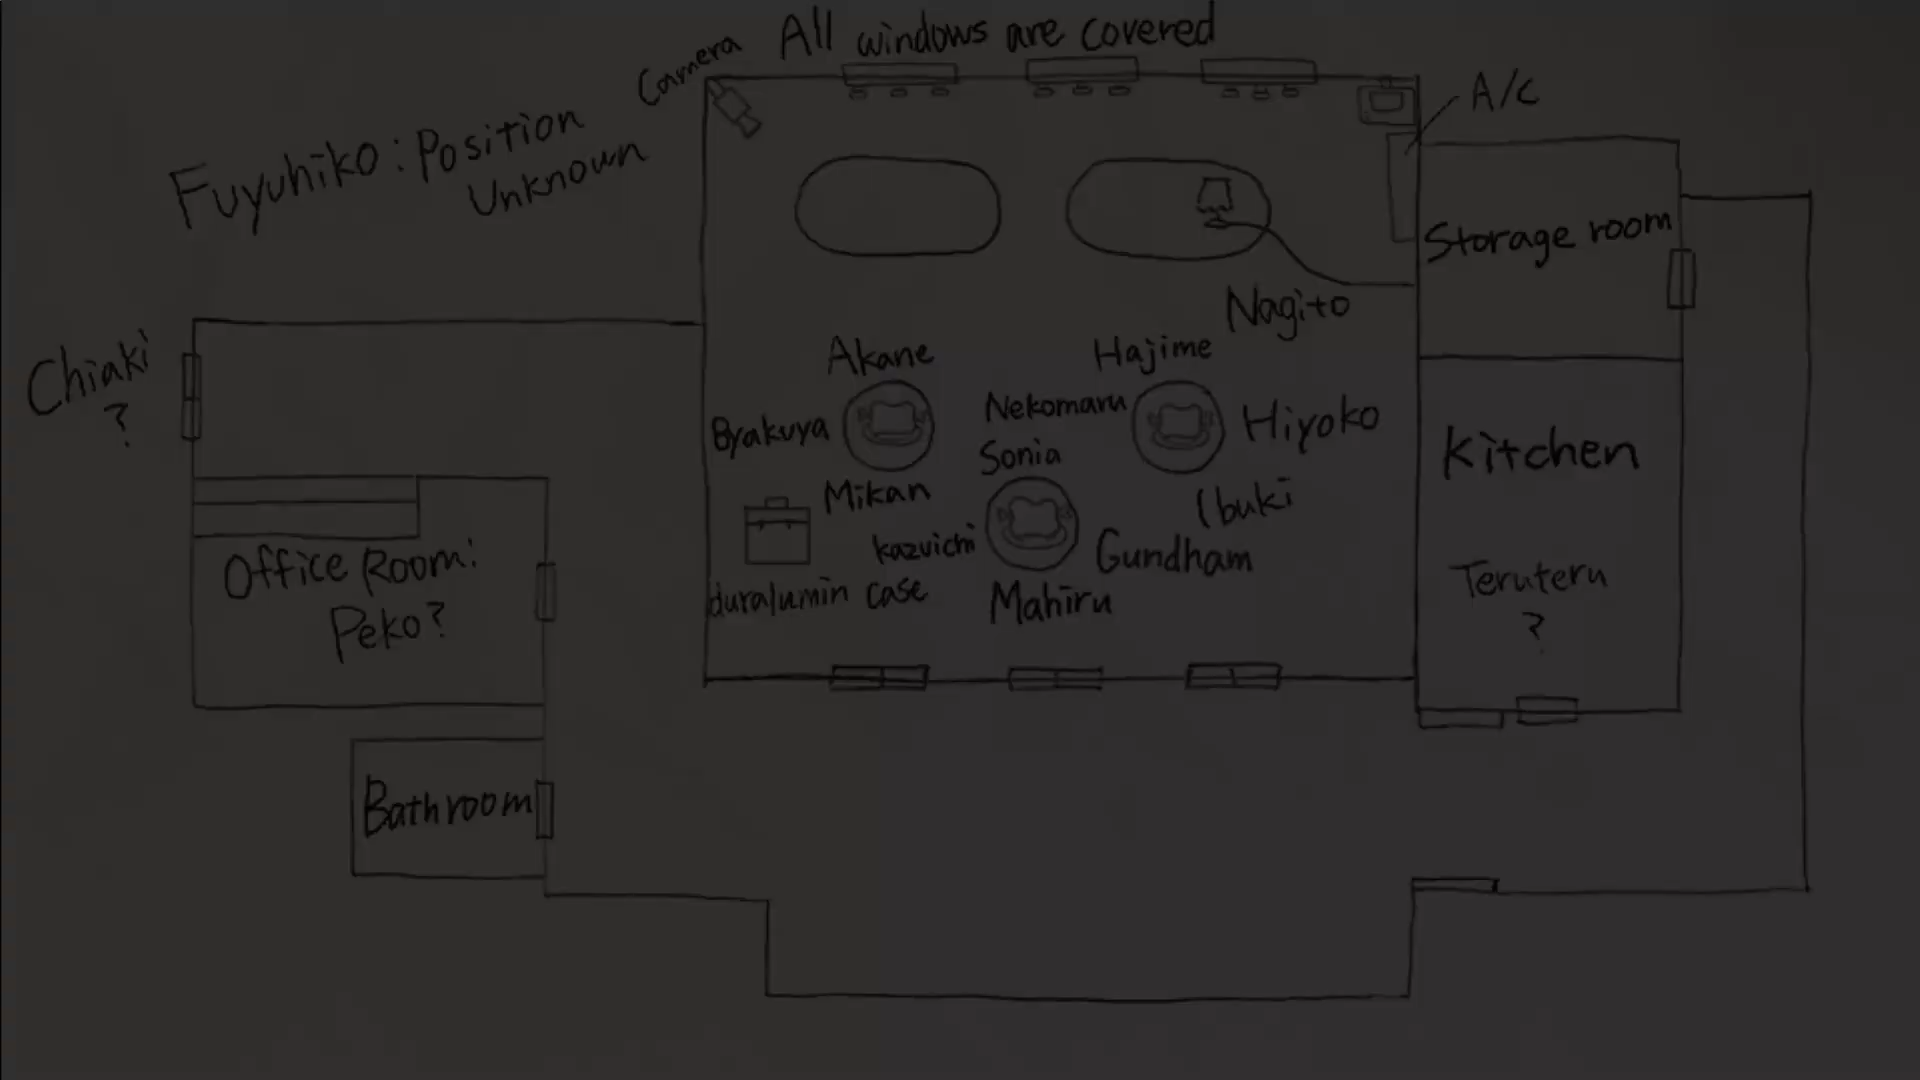 All windows are covered
Camera
A/C
Fuyuhiko: Position
Unknown
Storage room
Nagito
Chiaki
?
Akane
Hajime
Byakuya
Nekomaru
Hiyoko
Sonia
Kitchen
Mikan
Ibuki
Kazuichi
Gundham
Office Room:
Peko?
duralumin case
Mahiru
Teruteru
?
Bathroom